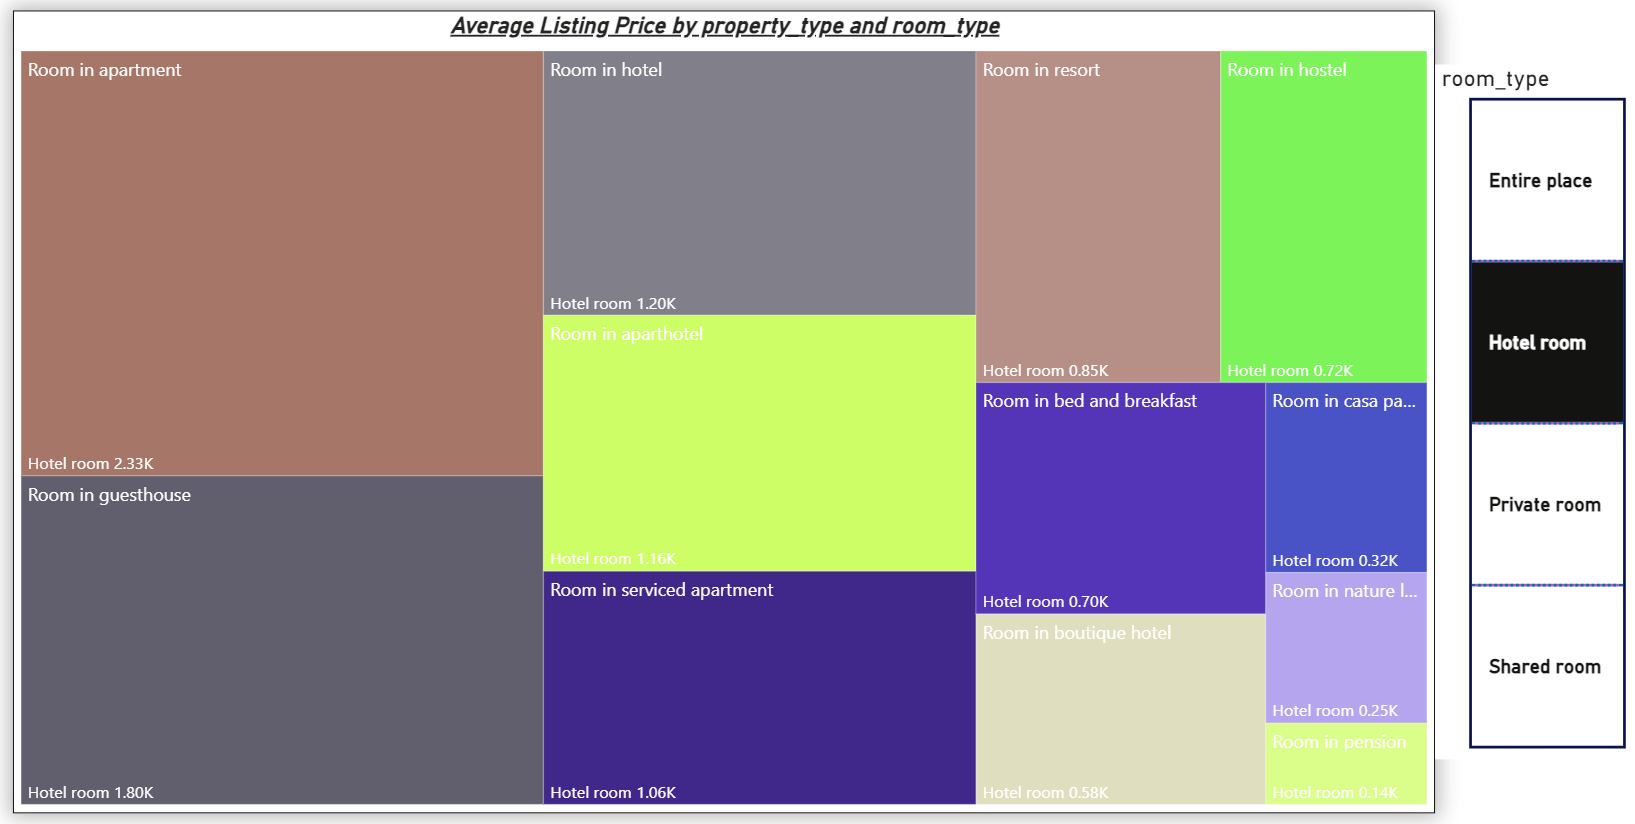 Average Listing Price by property_type and room_type
Room in apartment
Hotel room 2.33K
Room in guesthouse
Hotel room 1.80K
Room in hotel
Hotel room 1.20K
Room in aparthotel
Hotel room 1.16K
Room in serviced apartment
Hotel room 1.06K
Room in resort
Hotel room 0.85K
Room in hostel
Hotel room 0.72K
Room in bed and breakfast
Hotel room 0.70K
Room in boutique hotel
Hotel room 0.58K
Room in casa pa...
Hotel room 0.32K
Room in nature l...
Hotel room 0.25K
Room in pension
Hotel room 0.14K
room_type
Entire place
Hotel room
Private room
Shared room